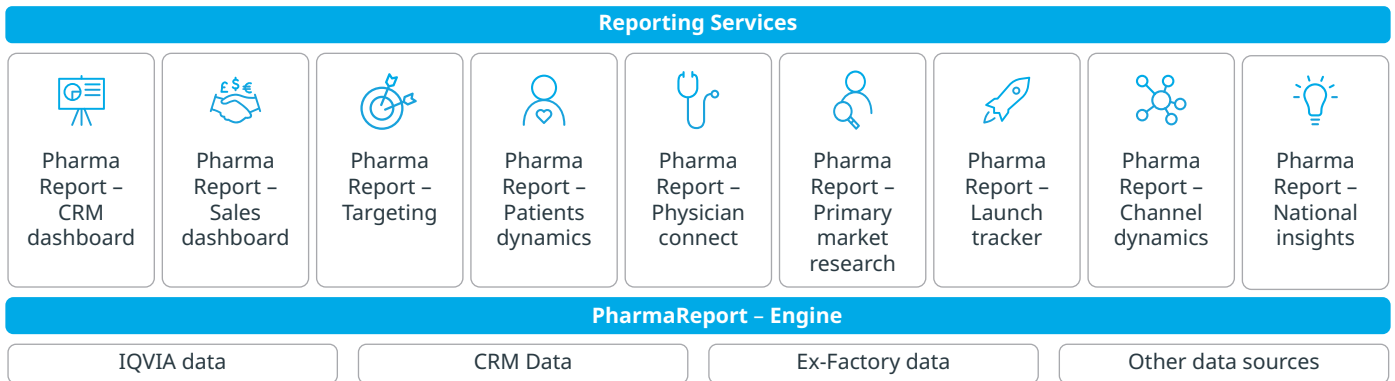 Reporting Services
£$€
Pharma
Report –
CRM
dashboard
Pharma
Report –
Sales
dashboard
Pharma
Report –
Targeting
Pharma
Report –
Patients
dynamics
Pharma
Report –
Physician
connect
Pharma
Report –
Primary
market
research
Pharma
Report –
Launch
tracker
Pharma
Report –
Channel
dynamics
Pharma
Report –
National
insights
PharmaReport – Engine
IQVIA data
CRM Data
Ex-Factory data
Other data sources